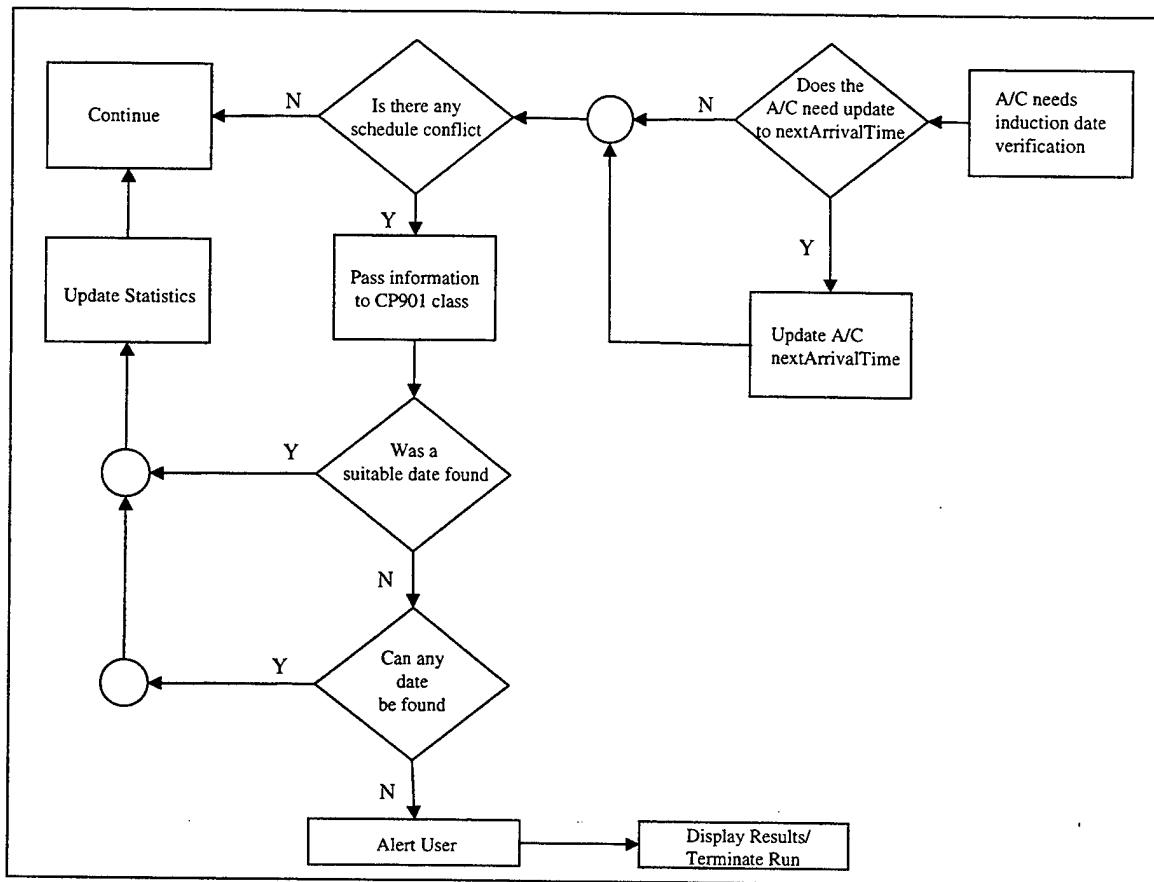 Continue
N
Is there any
schedule conflict
N
Does the
A/C need update
to nextArrivalTime
A/C needs
induction date
verification
Y
Y
Update Statistics
Pass information
to CP901 class
Update A/C
nextArrivalTime
Y
Was a
suitable date found
N
Y
Can any
date
be found
N
Alert User
Display Results/
Terminate Run